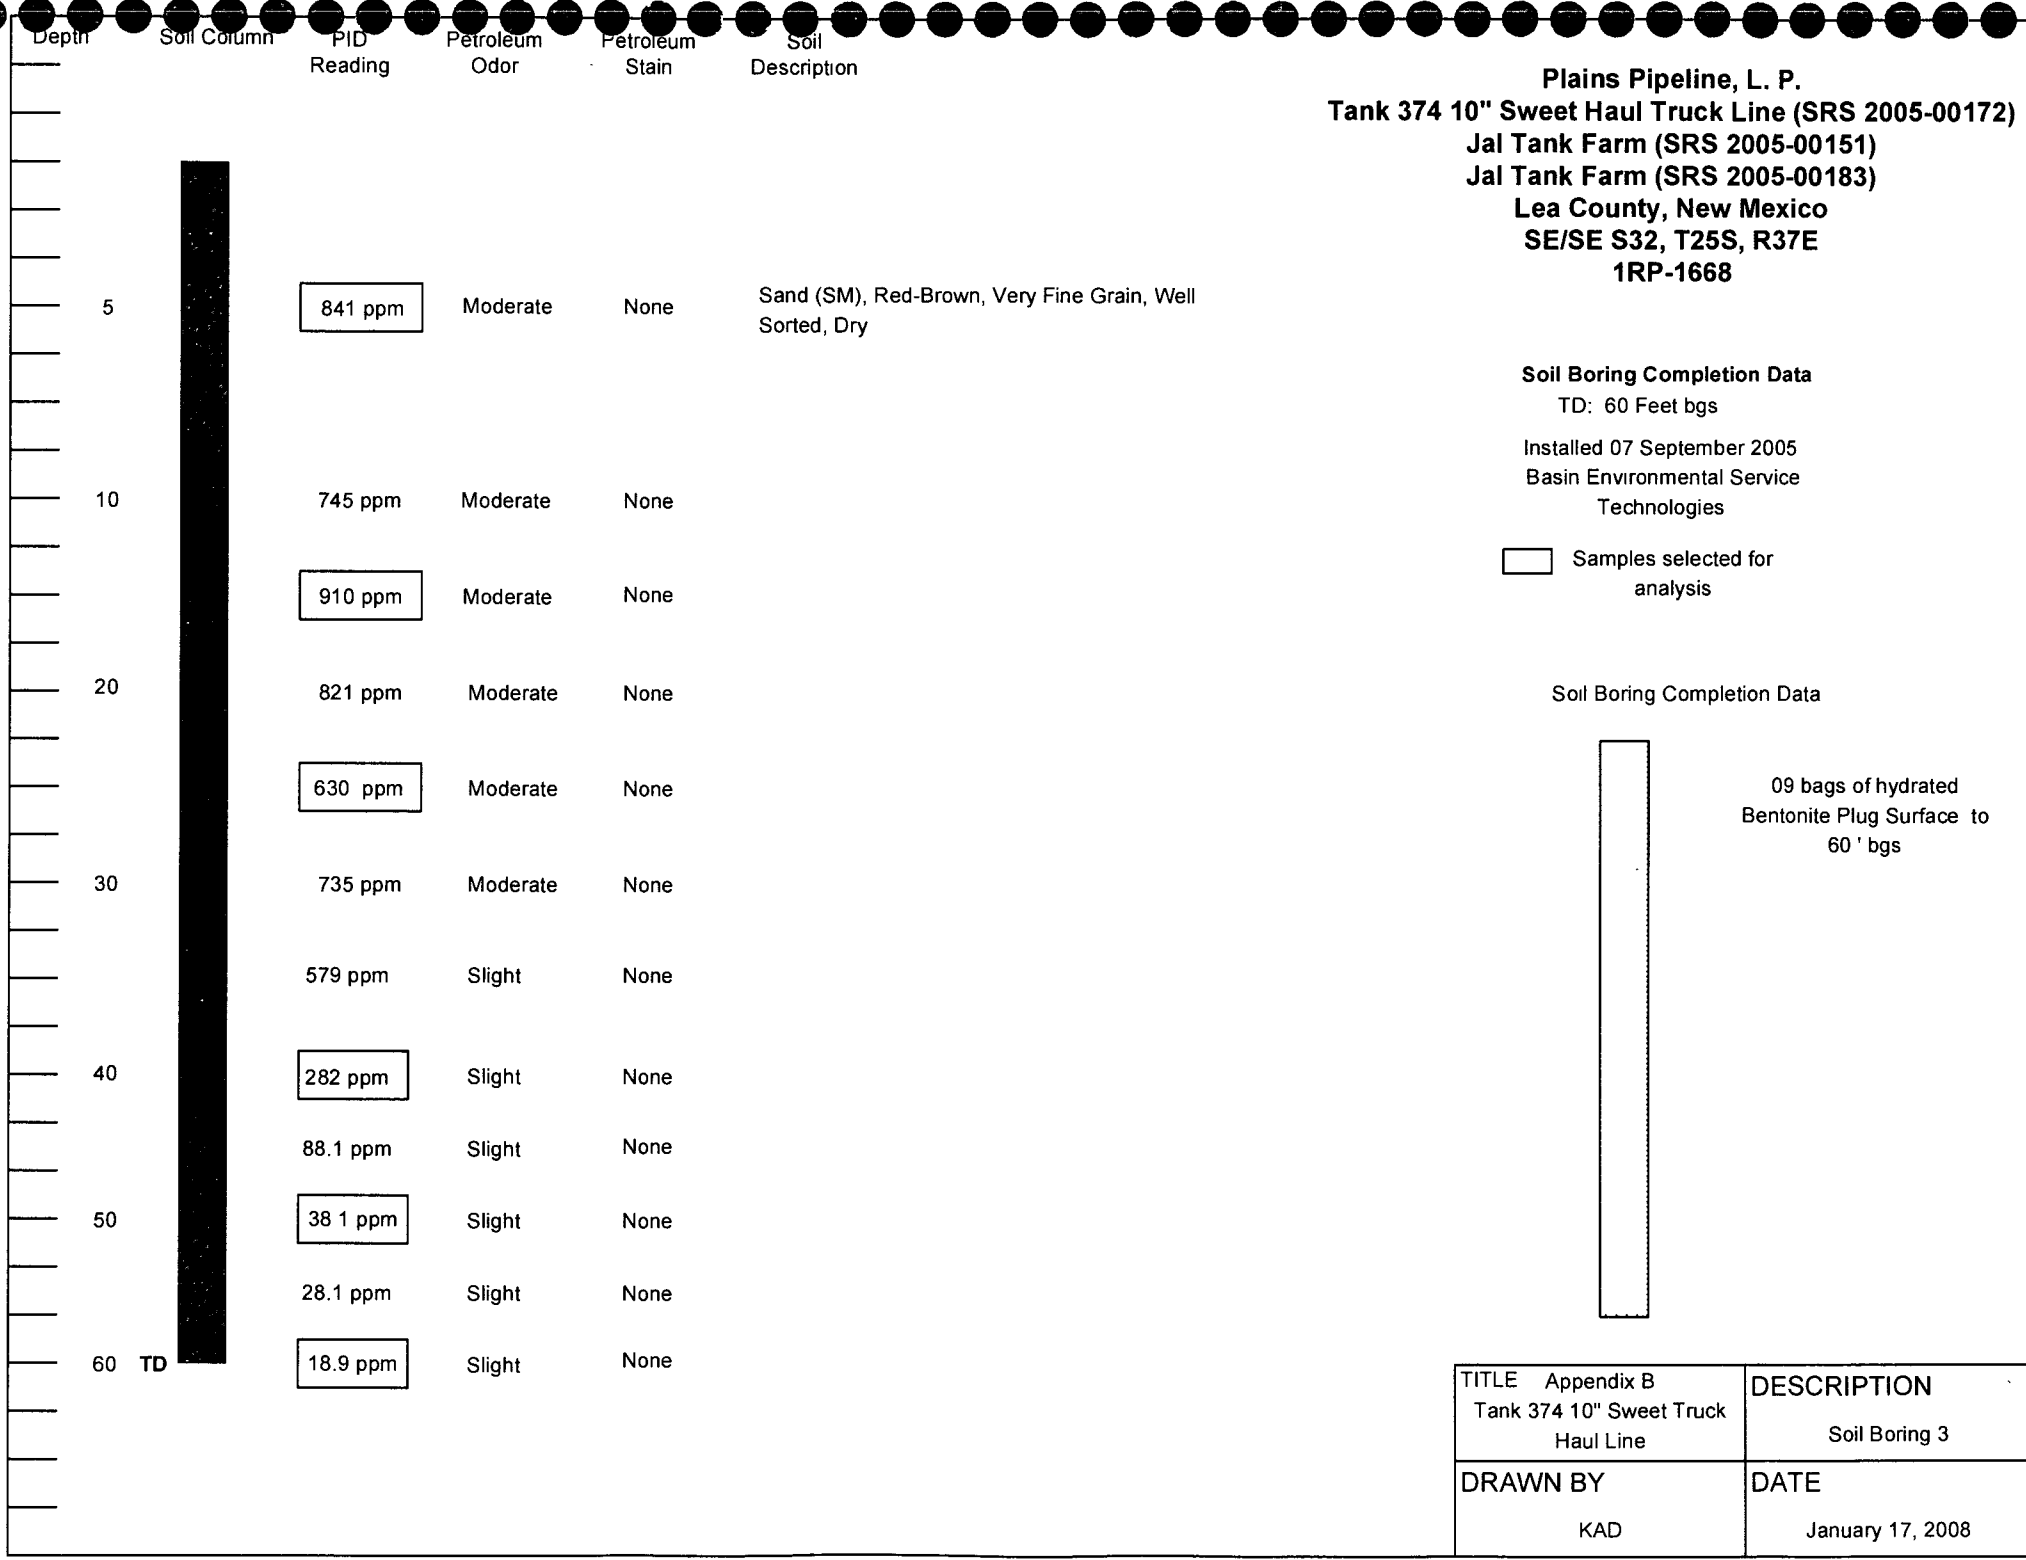 Depth Soil Column PID Reading Petroleum Odor Petroleum Stain Soil Description
Plains Pipeline, L. P.
Tank 374 10" Sweet Haul Truck Line (SRS 2005-00172)
Jal Tank Farm (SRS 2005-00151)
Jal Tank Farm (SRS 2005-00183)
Lea County, New Mexico
SE/SE S32, T25S, R37E
1RP-1668
5 841 ppm Moderate None Sand (SM), Red-Brown, Very Fine Grain, Well
Sorted, Dry
10 745 ppm Moderate None
910 ppm Moderate None
20 821 ppm Moderate None
630 ppm Moderate None
30 735 ppm Moderate None
579 ppm Slight None
40 282 ppm Slight None
88.1 ppm Slight None
50 38 1 ppm Slight None
28.1 ppm Slight None
60 TD 18.9 ppm Slight None
Soil Boring Completion Data
TD: 60 Feet bgs
Installed 07 September 2005
Basin Environmental Service
Technologies
Samples selected for
analysis
Soil Boring Completion Data
09 bags of hydrated
Bentonite Plug Surface to
60 ' bgs
TITLE Appendix B
Tank 374 10" Sweet Truck
Haul Line
DESCRIPTION
Soil Boring 3
DRAWN BY
KAD
DATE
January 17, 2008